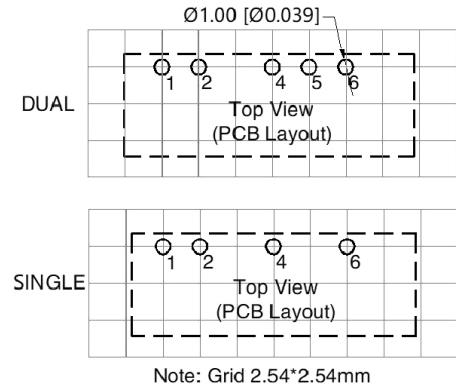 Ø1.00 [Ø0.039]
1 2 4 5 6
DUAL
Top View
(PCB Layout)
1 2 4 6
SINGLE
Top View
(PCB Layout)
Note: Grid 2.54*2.54mm